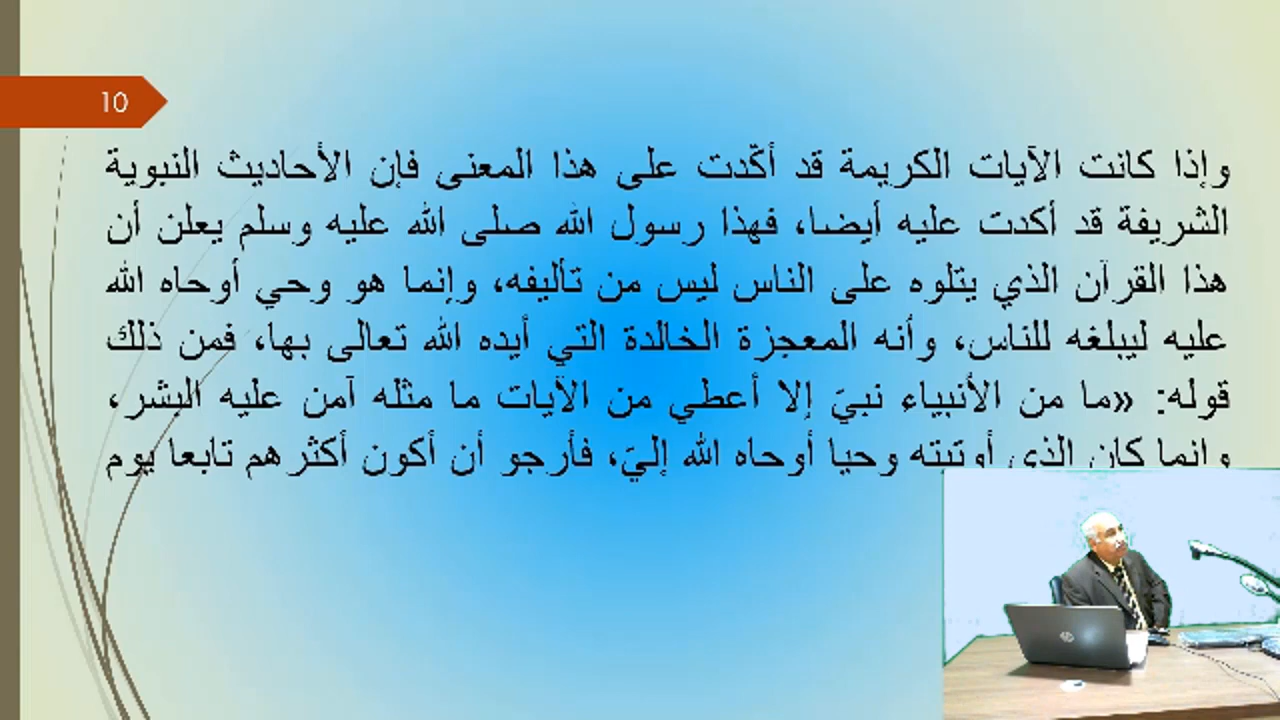 10
وإذا كانت الآيات الكريمة قد أكّدت على هذا المعنى فإن الأحاديث النبوية
الشريفة قد أكدت عليه أيضا، فهذا رسول الله صلى الله عليه وسلم يعلن أن
هذا القرآن الذي يتلوه على الناس ليس من تأليفه، وإنما هو وحي أوحاه الله
عليه ليبلغه للناس، وأنه المعجزة الخالدة التي أيده الله تعالى بها، فمن ذلك
قوله: «ما من الأنبياء نبيّ إلا أعطي من الآيات ما مثله آمن عليه البشر،
وإنما كان الذي أوتيته وحيا أوحاه الله إليّ، فأرجو أن أكون أكثرهم تابعا يوم